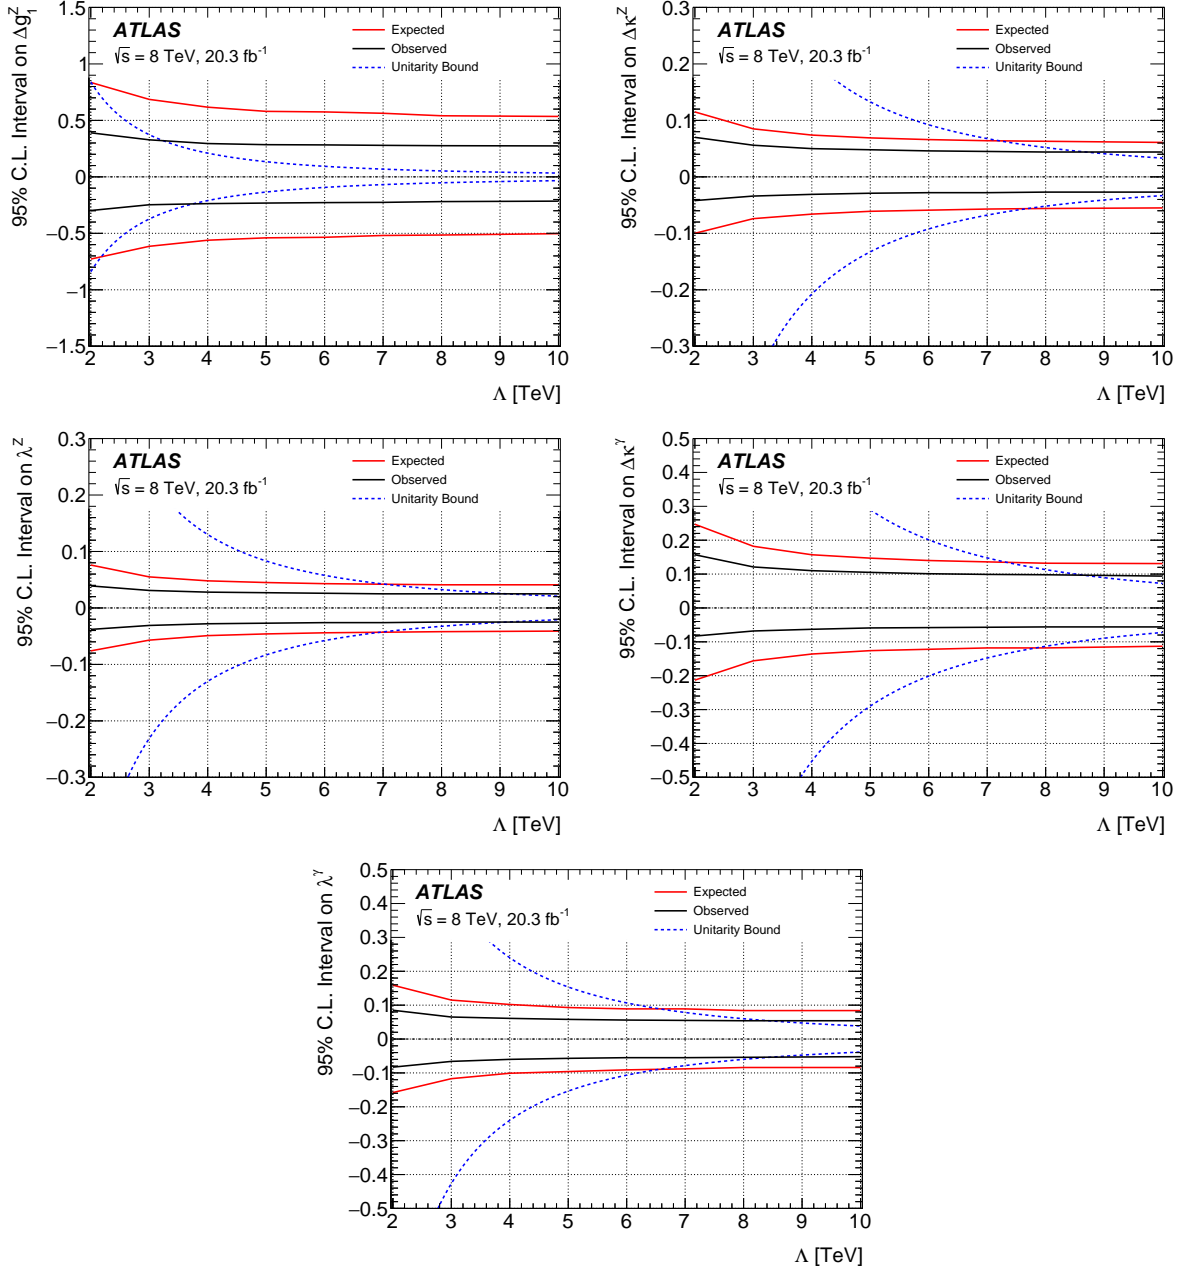 95% C.L. Interval on Δg₁ᶻ
1.5
1
0.5
0
−0.5
−1
−1.5
ATLAS
√s = 8 TeV, 20.3 fb⁻¹
Expected
Observed
Unitarity Bound
2 3 4 5 6 7 8 9 10
Λ [TeV]
95% C.L. Interval on Δκᶻ
0.3
0.2
0.1
0
−0.1
−0.2
−0.3
ATLAS
√s = 8 TeV, 20.3 fb⁻¹
Expected
Observed
Unitarity Bound
2 3 4 5 6 7 8 9 10
Λ [TeV]
95% C.L. Interval on λᶻ
0.3
0.2
0.1
0
−0.1
−0.2
−0.3
ATLAS
√s = 8 TeV, 20.3 fb⁻¹
Expected
Observed
Unitarity Bound
2 3 4 5 6 7 8 9 10
Λ [TeV]
95% C.L. Interval on Δκᵞ
0.5
0.4
0.3
0.2
0.1
0
−0.1
−0.2
−0.3
−0.4
−0.5
ATLAS
√s = 8 TeV, 20.3 fb⁻¹
Expected
Observed
Unitarity Bound
2 3 4 5 6 7 8 9 10
Λ [TeV]
95% C.L. Interval on λᵞ
0.5
0.4
0.3
0.2
0.1
0
−0.1
−0.2
−0.3
−0.4
−0.5
ATLAS
√s = 8 TeV, 20.3 fb⁻¹
Expected
Observed
Unitarity Bound
2 3 4 5 6 7 8 9 10
Λ [TeV]